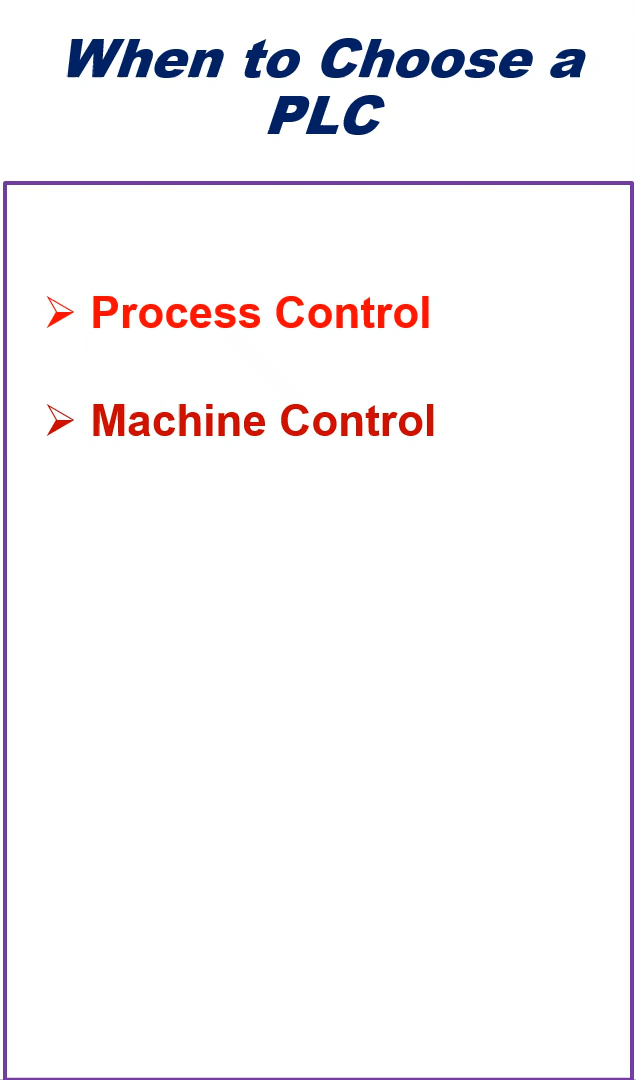 When to Choose a
PLC
➢ Process Control
➢ Machine Control